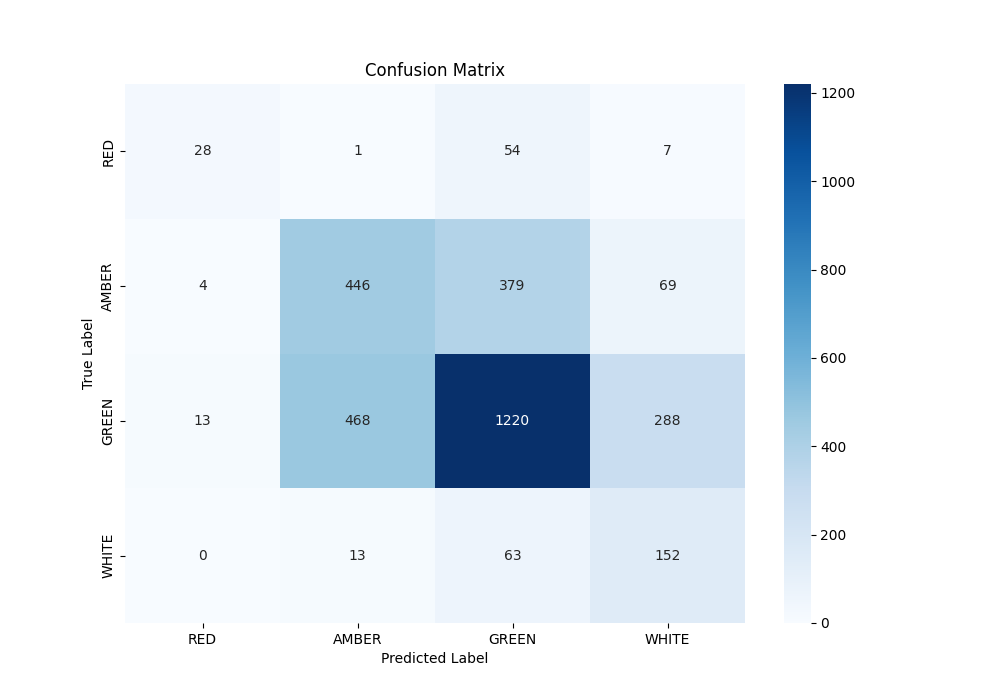 Confusion Matrix
RED 28 1 54 7
AMBER 4 446 379 69
GREEN 13 468 1220 288
WHITE 0 13 63 152
RED AMBER GREEN WHITE
Predicted Label
True Label
1200
1000
800
600
400
200
0